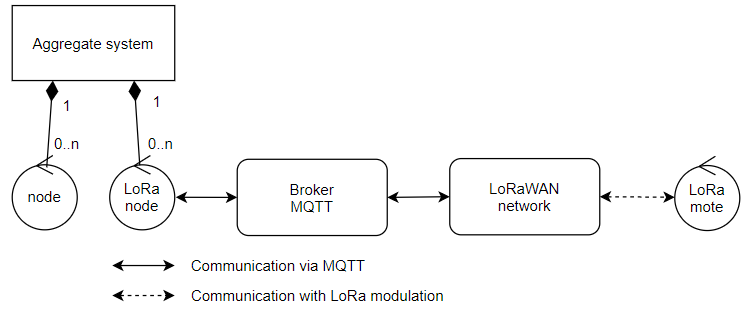 Aggregate system
1
1
0..n
0..n
node
LoRa
node
Broker
MQTT
LoRaWAN
network
LoRa
mote
Communication via MQTT
Communication with LoRa modulation